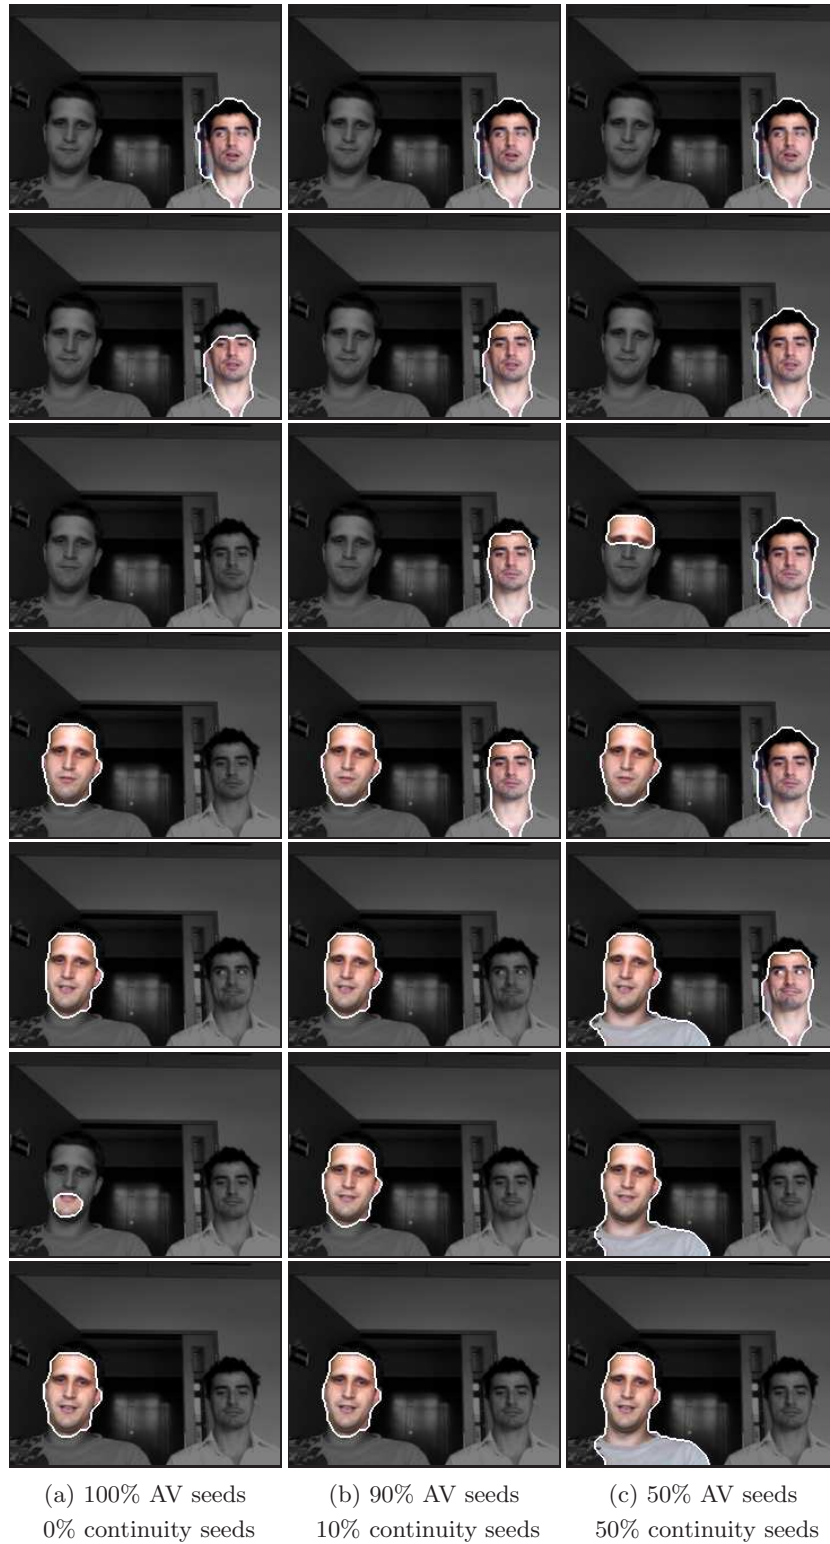 (a) 100% AV seeds
0% continuity seeds
(b) 90% AV seeds
10% continuity seeds
(c) 50% AV seeds
50% continuity seeds